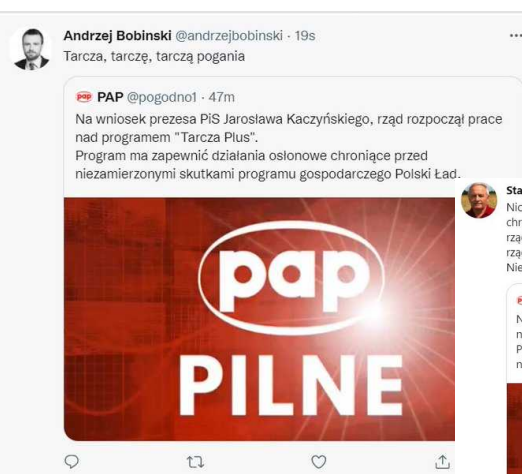 Andrzej Bobinski @andrzejbobinski · 19s
Tarcza, tarczę, tarczą pogania
pap PAP @pogodno1 · 47m
Na wniosek prezesa PiS Jarosława Kaczyńskiego, rząd rozpoczął prace
nad programem "Tarcza Plus".
Program ma zapewnić działania osłonowe chroniące przed
niezamierzonymi skutkami programu gospodarczego Polski Ład.
pap
PILNE